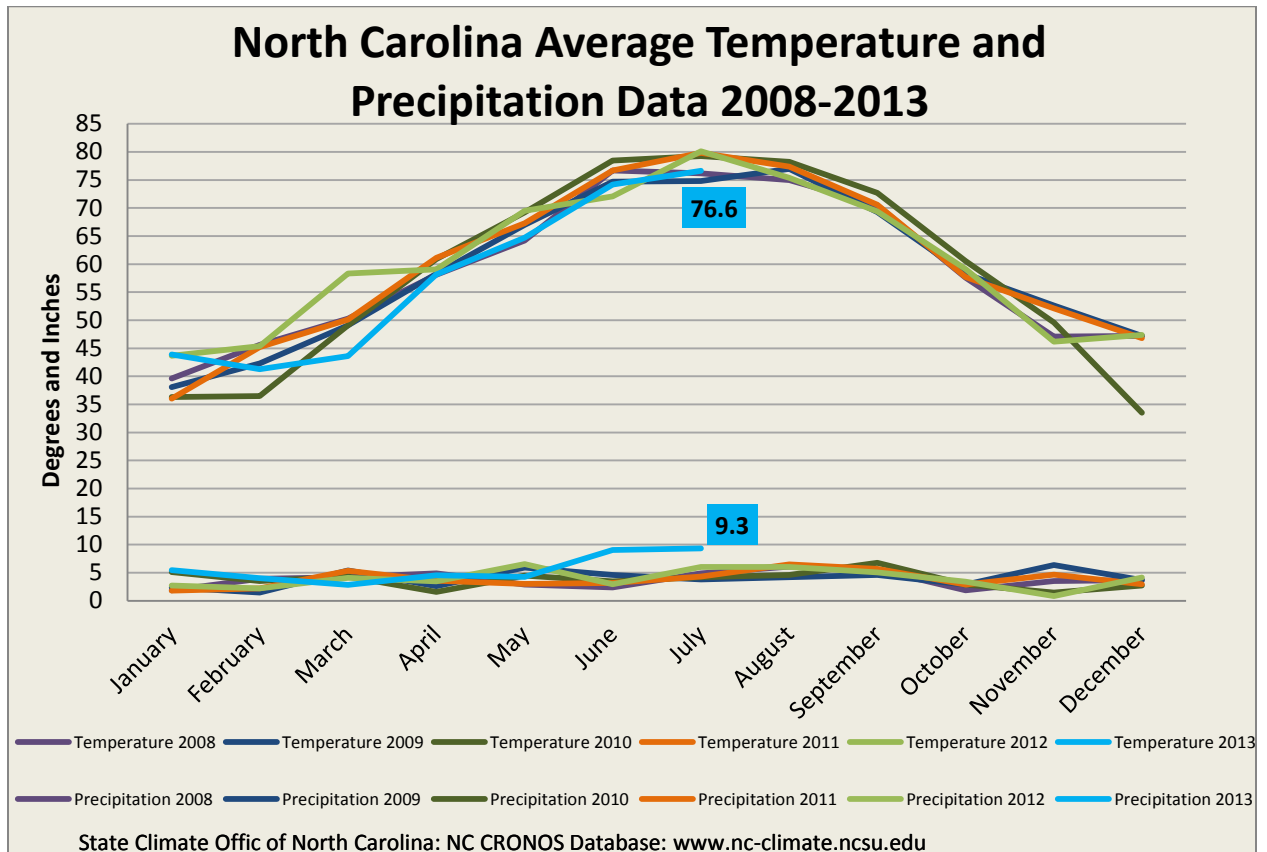 North Carolina Average Temperature and
Precipitation Data 2008-2013
Degrees and Inches
85
80
75
70
65
60
55
50
45
40
35
30
25
20
15
10
5
0
76.6
9.3
January
February
March
April
May
June
July
August
September
October
November
December
Temperature 2008 Temperature 2009 Temperature 2010 Temperature 2011 Temperature 2012 Temperature 2013
Precipitation 2008 Precipitation 2009 Precipitation 2010 Precipitation 2011 Precipitation 2012 Precipitation 2013
State Climate Offic of North Carolina: NC CRONOS Database: www.nc-climate.ncsu.edu